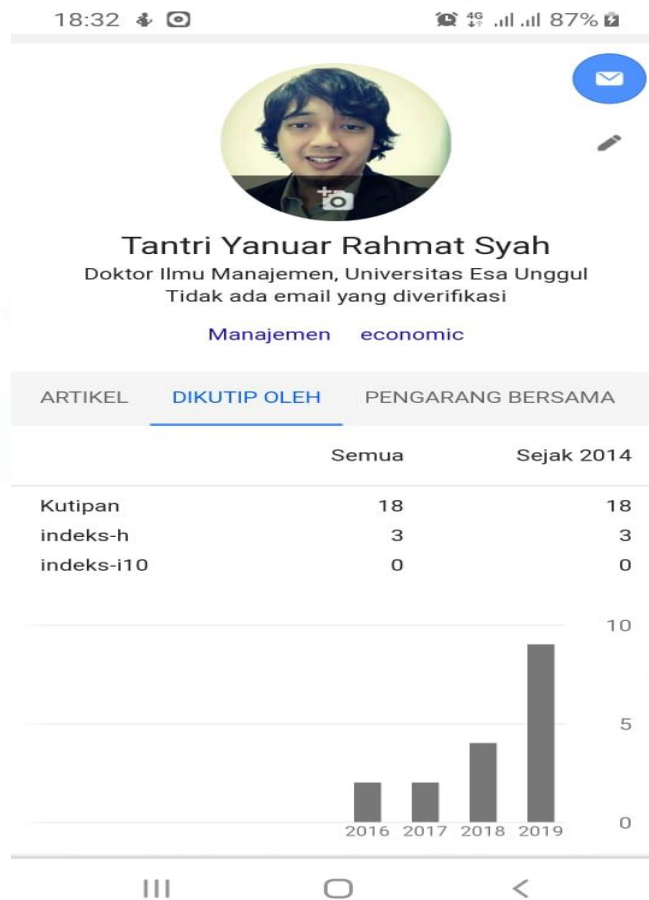 18:32 4G 87%
Tantri Yanuar Rahmat Syah
Doktor Ilmu Manajemen, Universitas Esa Unggul
Tidak ada email yang diverifikasi
Manajemen economic
ARTIKEL DIKUTIP OLEH PENGARANG BERSAMA
Semua Sejak 2014
Kutipan 18 18
indeks-h 3 3
indeks-i10 0 0
10
5
0
2016 2017 2018 2019